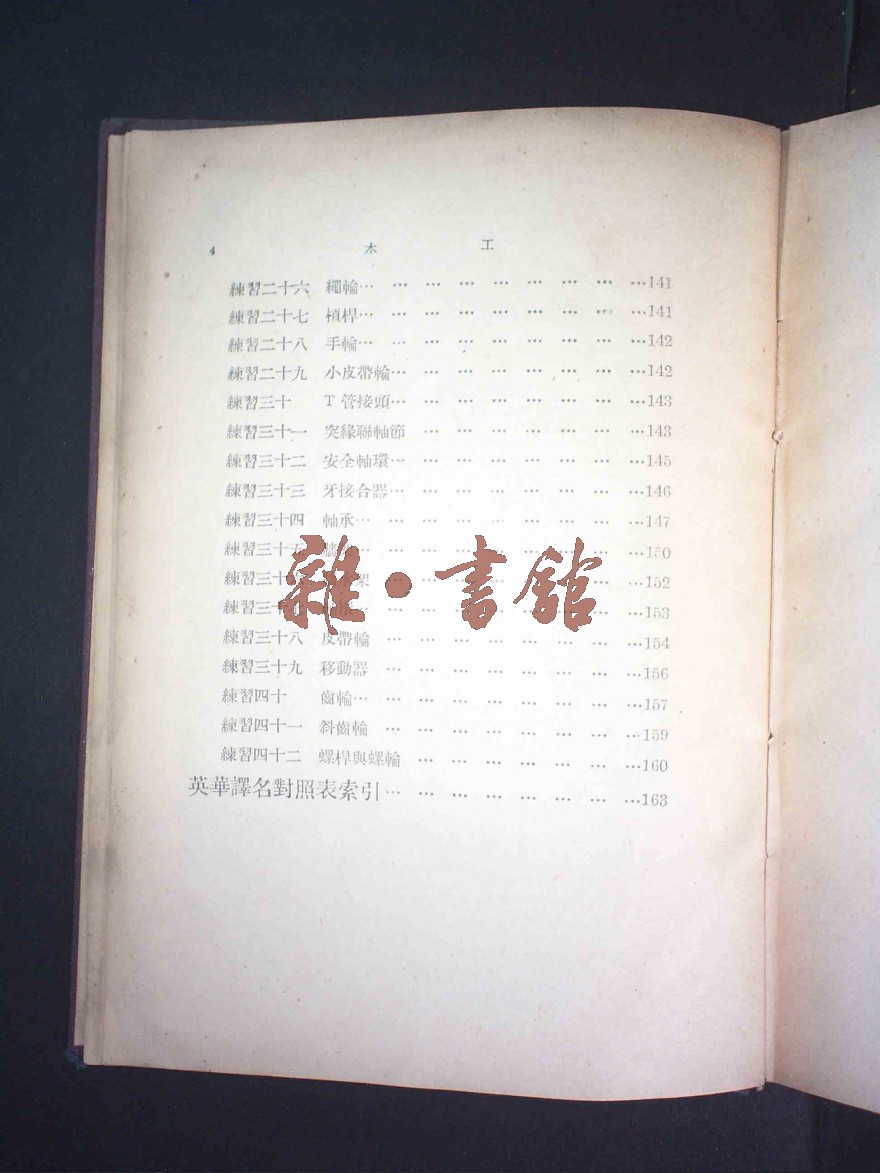 4 木 工
練習二十六 繩輪… … … … … … … … …141
練習二十七 槓桿… … … … … … … … …141
練習二十八 手輪… … … … … … … … …142
練習二十九 小皮帶輪… … … … … … … …142
練習三十 T管接頭… … … … … … … …143
練習三十一 突緣聯軸節 … … … … … … …143
練習三十二 安全軸環… … … … … … … …145
練習三十三 牙接合器… … … … … … … …146
練習三十四 軸承… … … … … … … … …147
練習三十五 … … … … … … … … …150
練習三十 架 … … … … … … … …152
練習三十 … … … … … … … … …153
練習三十八 皮帶輪 … … … … … … … …154
練習三十九 移動器 … … … … … … … …156
練習四十 齒輪… … … … … … … … …157
練習四十一 斜齒輪 … … … … … … … …159
練習四十二 螺桿與螺輪 … … … … … … …160
英華譯名對照表索引… … … … … … … …163
雜·書館